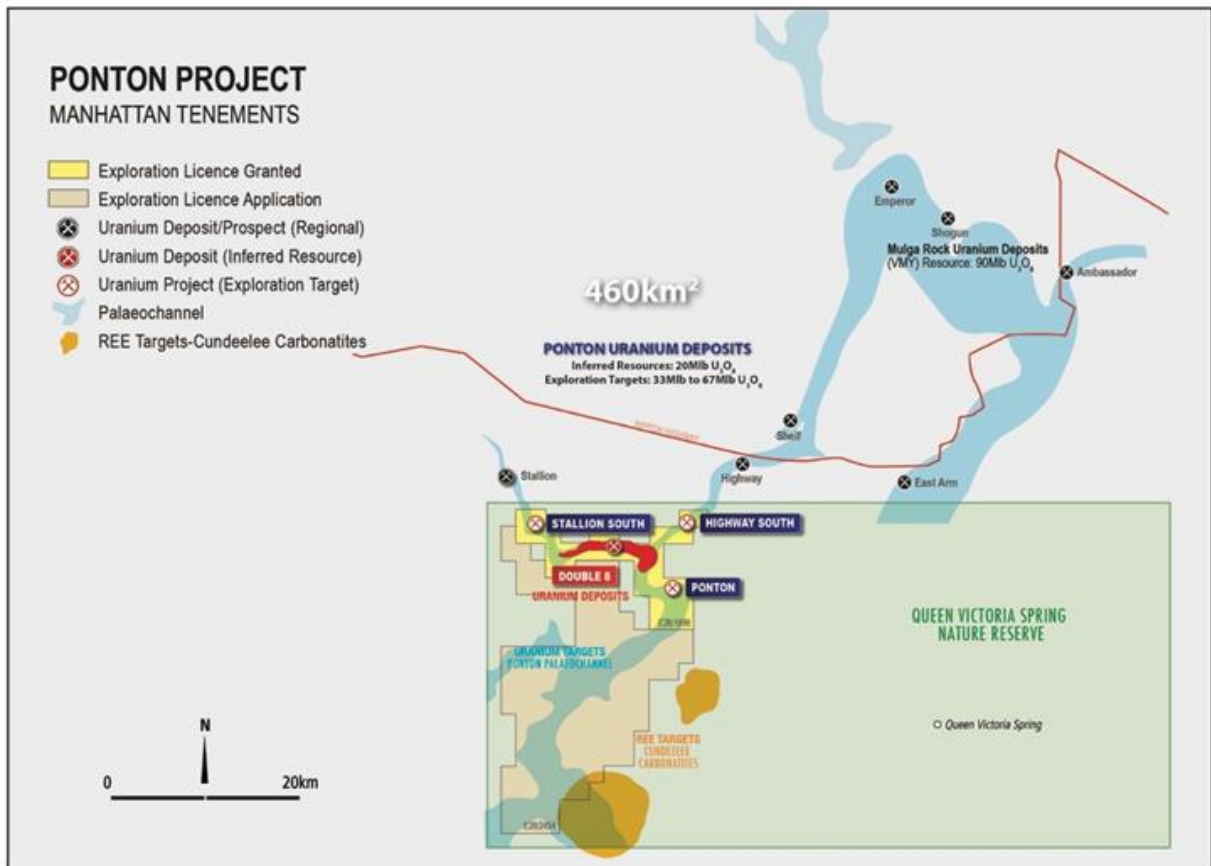 PONTON PROJECT
MANHATTAN TENEMENTS
Exploration Licence Granted
Exploration Licence Application
Uranium Deposit/Prospect (Regional)
Uranium Deposit (Inferred Resource)
Uranium Project (Exploration Target)
Palaeochannel
REE Targets-Cundeelee Carbonatites
Emperor
Shogun
Mulga Rock Uranium Deposits
(VMY) Resource: 90Mlb U₃O₈
Ambassador
460km²
PONTON URANIUM DEPOSITS
Inferred Resources: 20Mlb U₃O₈
Exploration Targets: 33Mlb to 67Mlb U₃O₈
Shelf
Highway
Stallion
East Arm
STALLION SOUTH
HIGHWAY SOUTH
DOUBLE 8
URANIUM DEPOSITS
PONTON
QUEEN VICTORIA SPRING
NATURE RESERVE
URANIUM TARGETS
PONTON PALAEOCHANNEL
Queen Victoria Spring
REE TARGETS
CUNDEELEE
CARBONATITES
N
0 20km